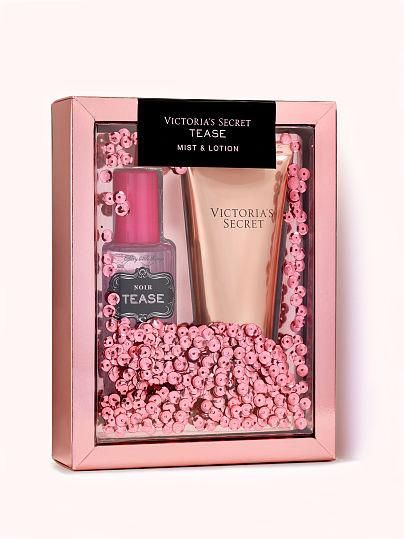 VICTORIA'S SECRET
TEASE
MIST & LOTION
VICTORIA'S
SECRET
NOIR
TEASE